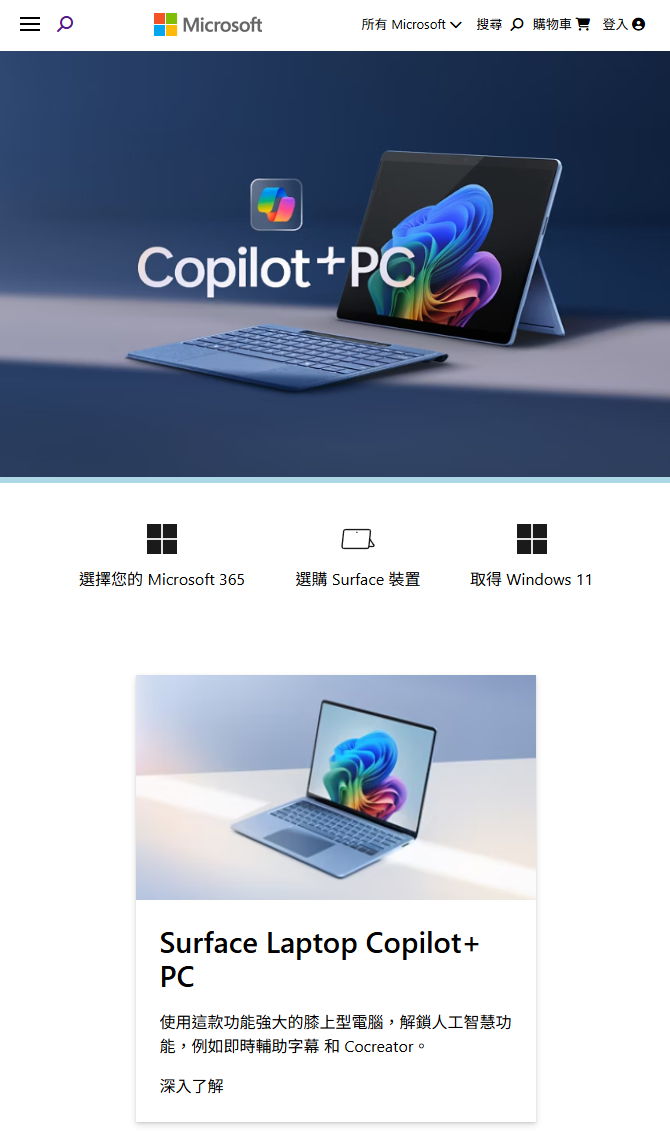 Microsoft
所有 Microsoft 搜尋 購物車 登入
Copilot+PC
選擇您的 Microsoft 365
選購 Surface 裝置
取得 Windows 11
Surface Laptop Copilot+
PC
使用這款功能強大的膝上型電腦，解鎖人工智慧功
能，例如即時輔助字幕 和 Cocreator。
深入了解